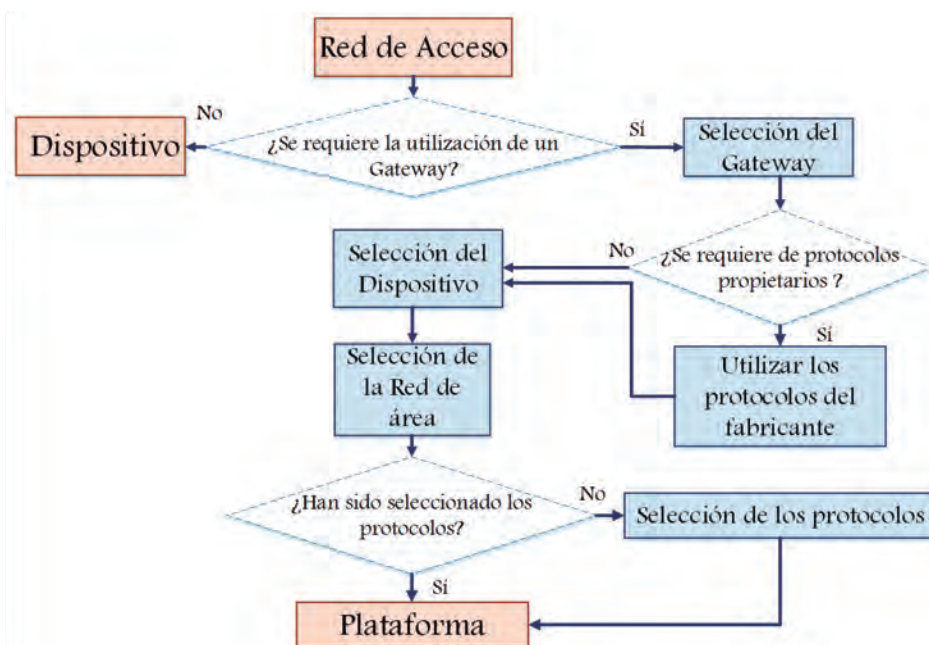 Red de Acceso
No
Sí
Dispositivo
¿Se requiere la utilización de un
Gateway?
Selección del
Gateway
Selección del
Dispositivo
No
¿Se requiere de protocolos
propietarios ?
Sí
Selección de
la Red de
área
Utilizar los
protocolos del
fabricante
¿Han sido seleccionado los
protocolos?
No
Selección de los protocolos
Sí
Plataforma